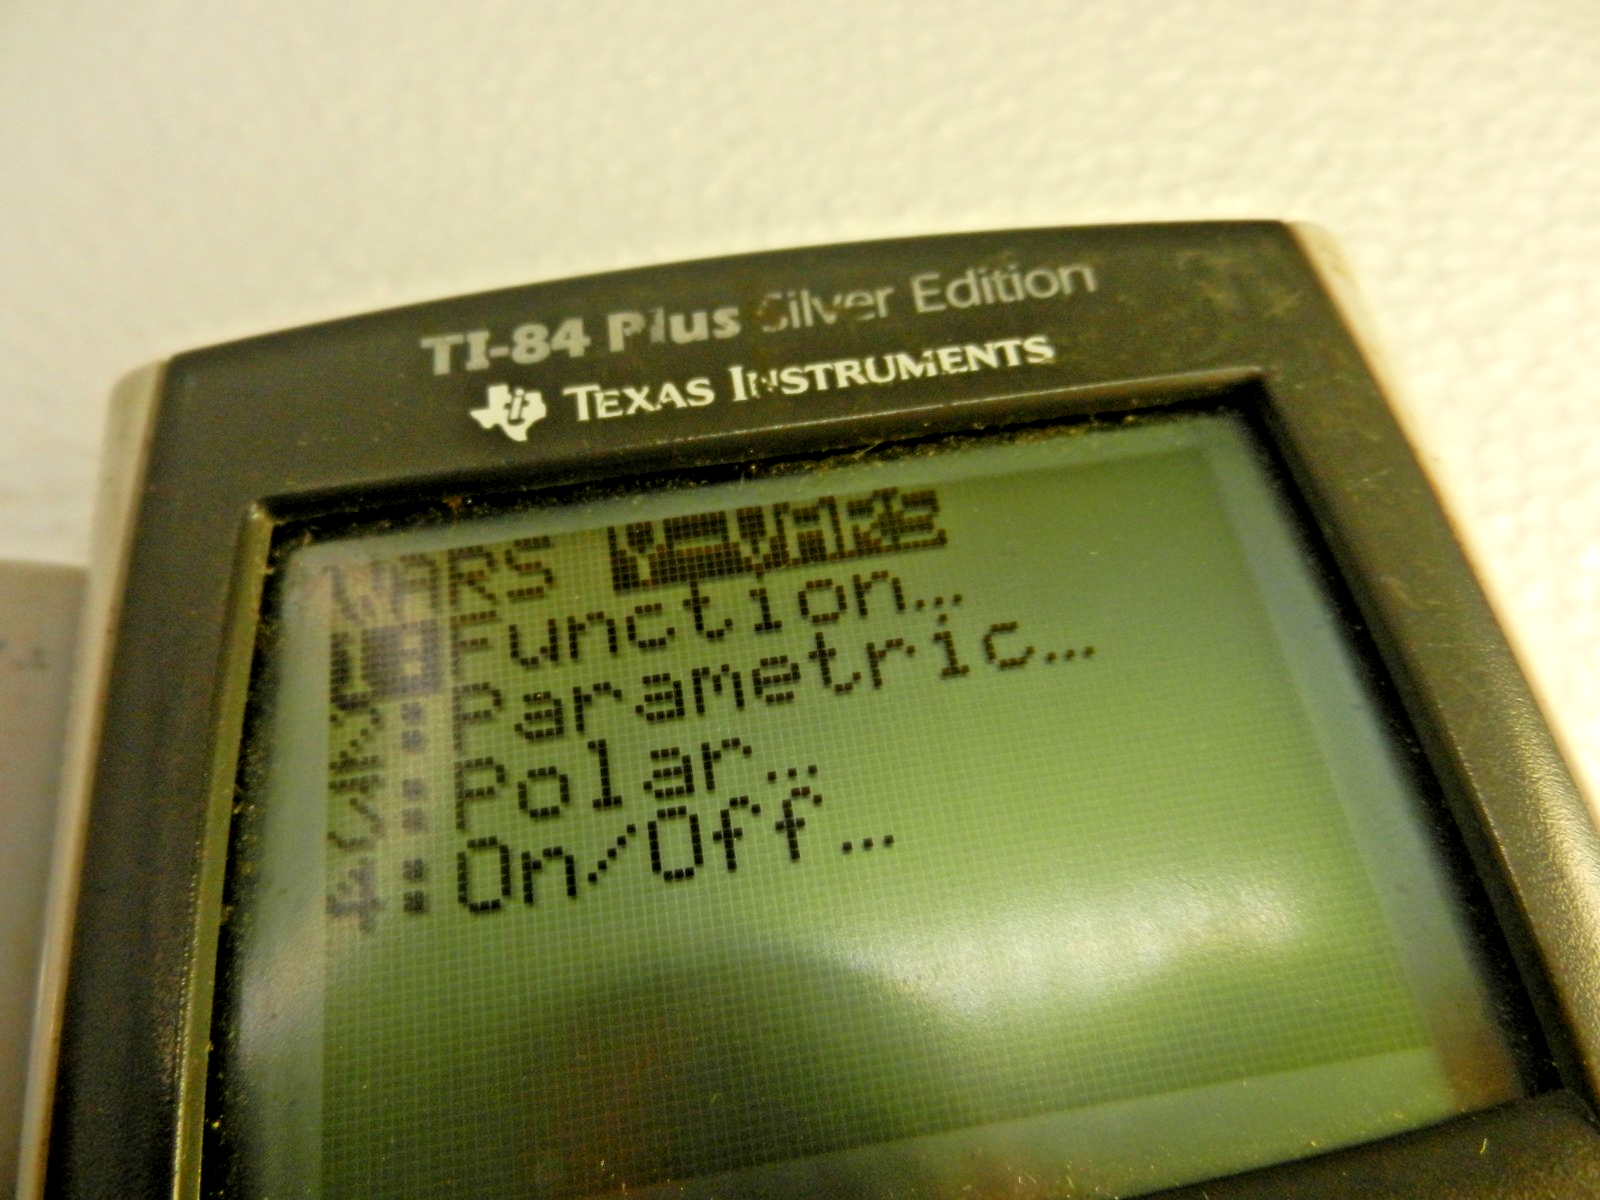 TI-84 Plus Silver Edition
TEXAS INSTRUMENTS
VARS Y-VARS
1:Function…
2:Parametric…
3:Polar…
4:On/Off…